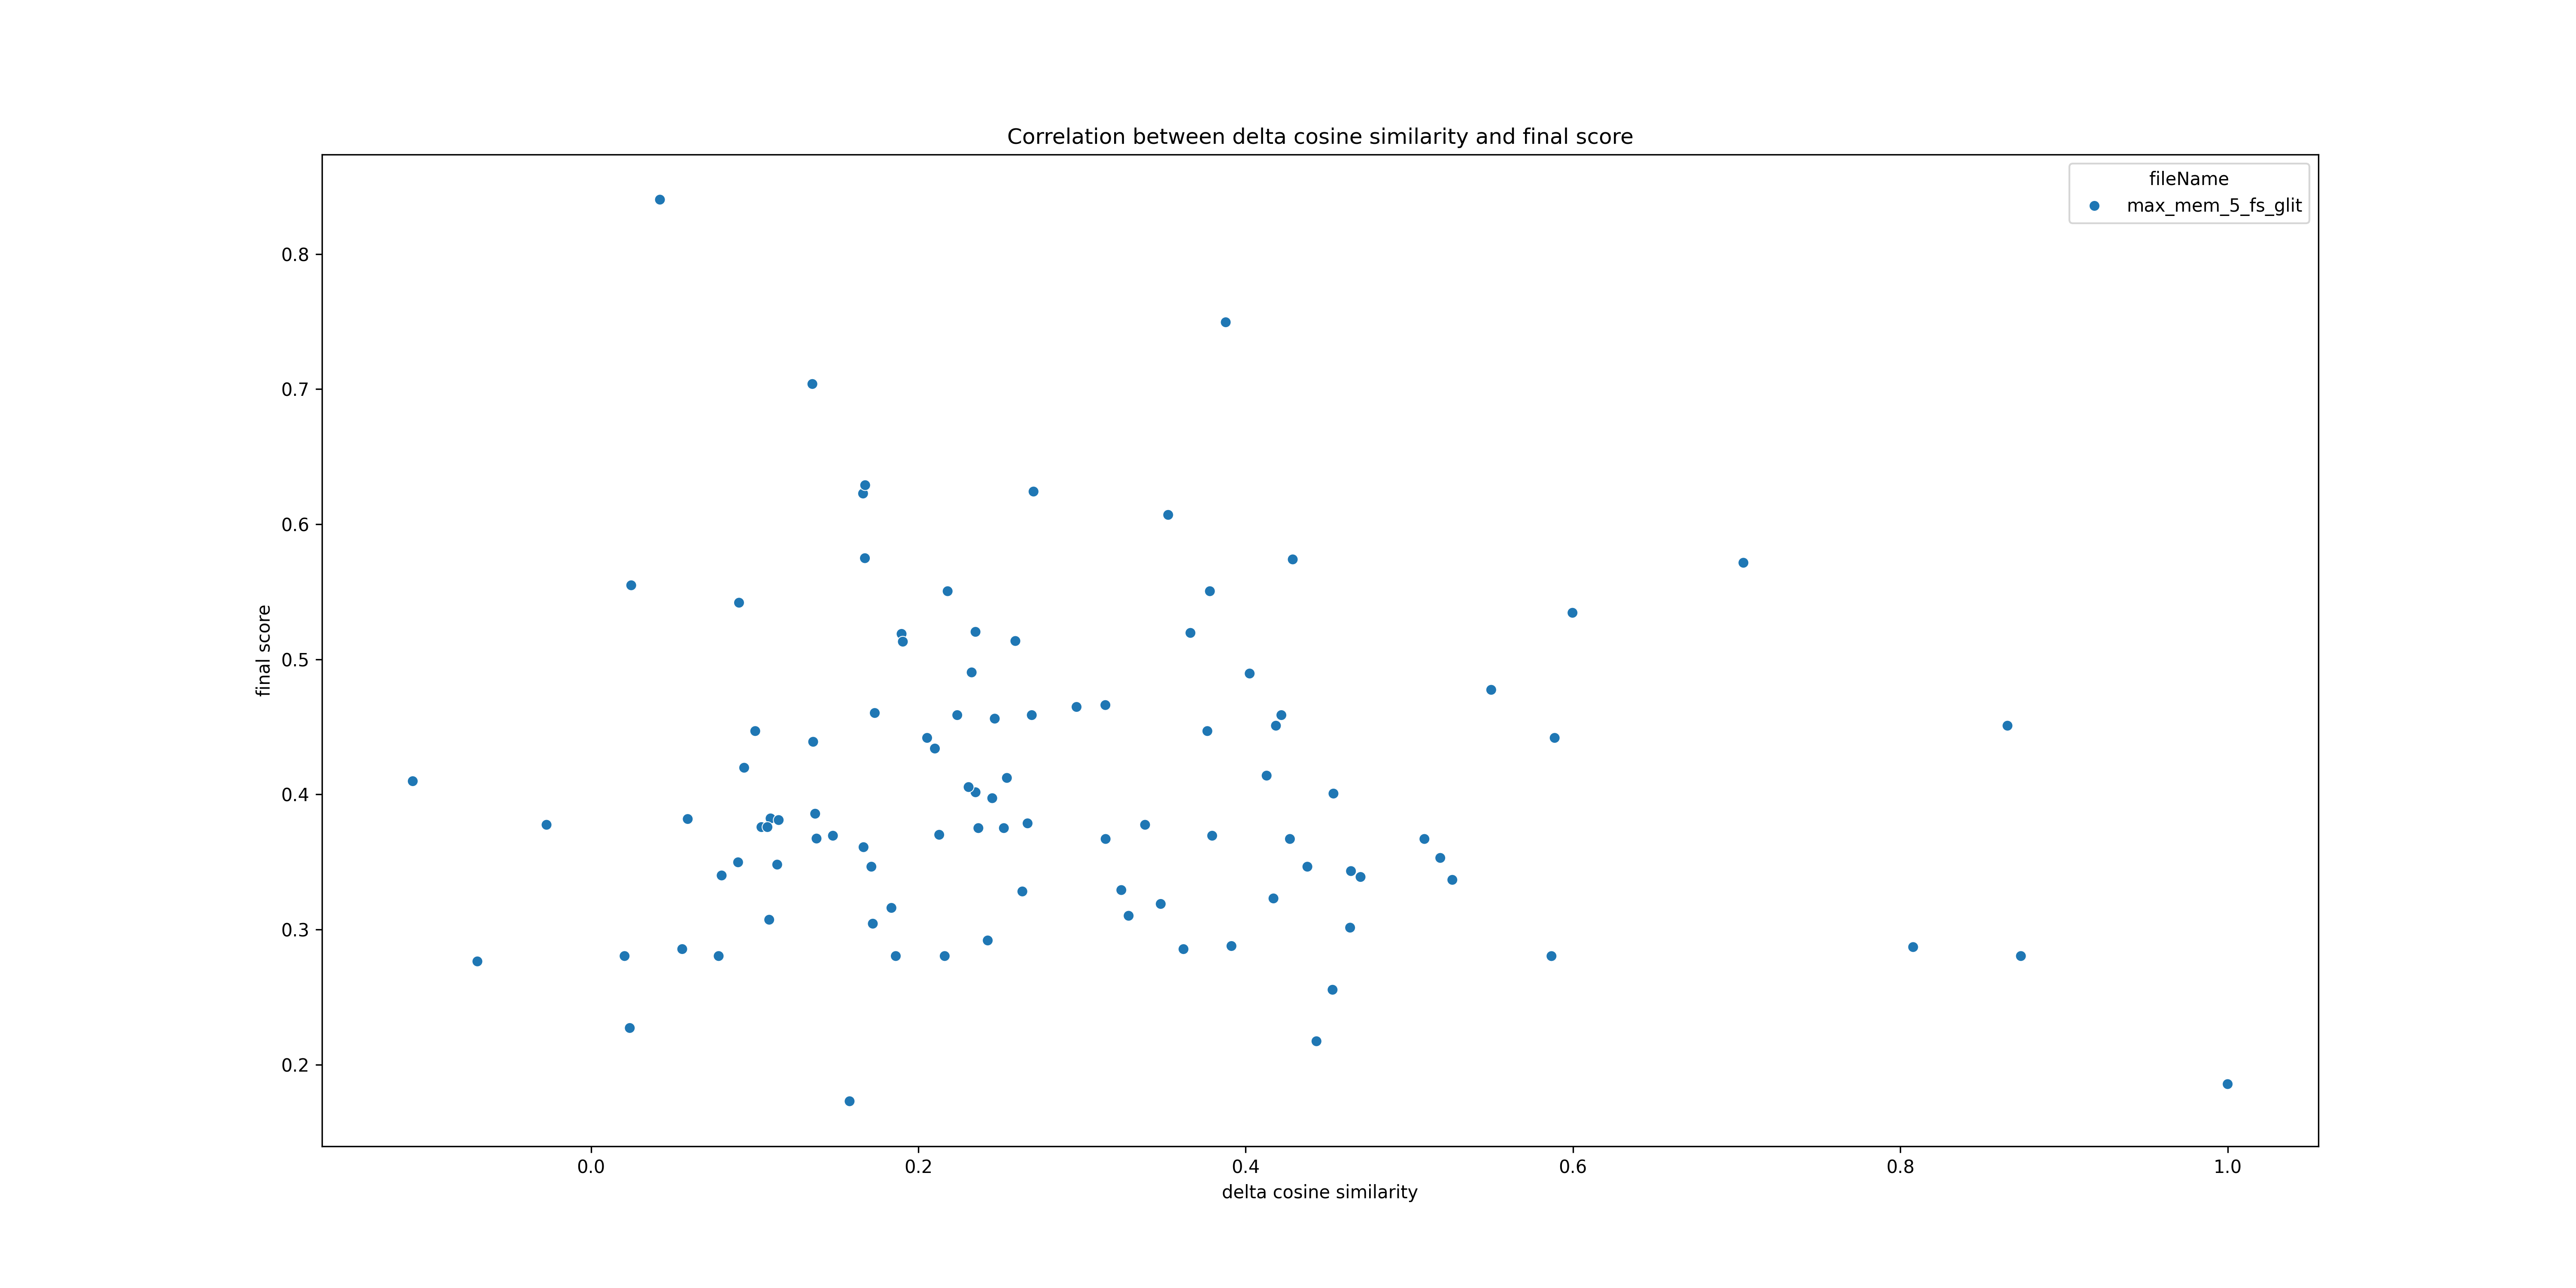 Correlation between delta cosine similarity and final score
fileName
max_mem_5_fs_glit
0.8
0.7
0.6
0.5
0.4
0.3
0.2
final score
0.0 0.2 0.4 0.6 0.8 1.0
delta cosine similarity